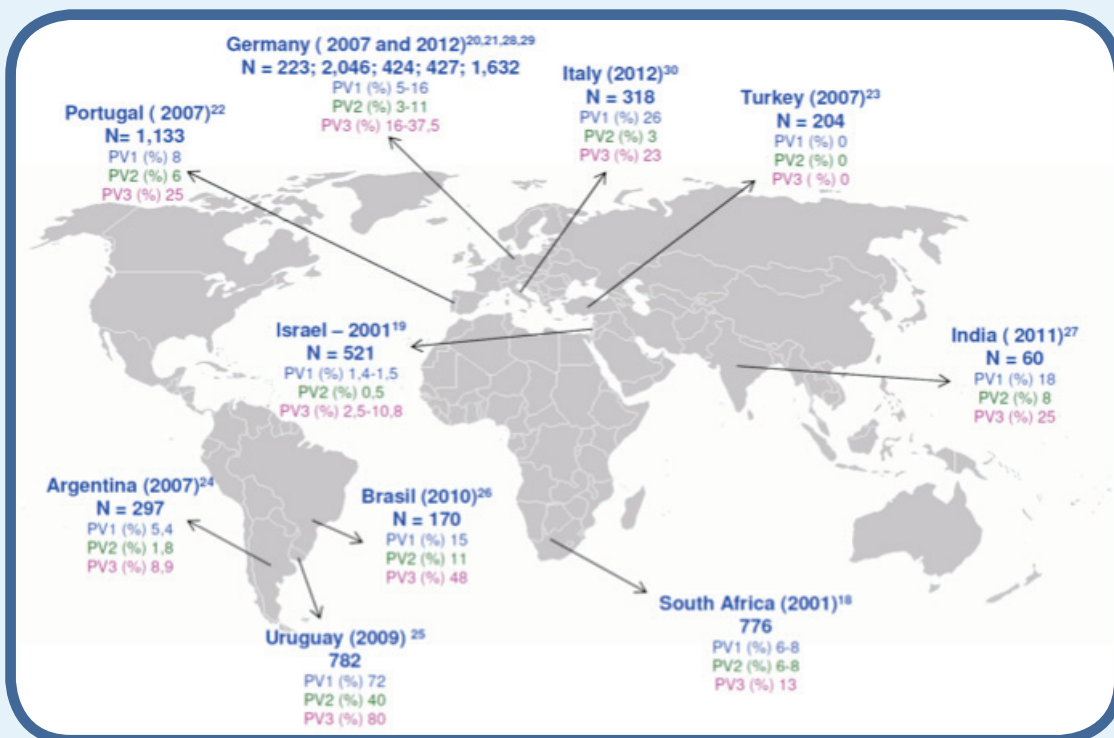 Germany ( 2007 and 2012)20,21,28,29
N = 223; 2,046; 424; 427; 1,632
PV1 (%) 5-16
PV2 (%) 3-11
PV3 (%) 16-37,5
Italy (2012)30
N = 318
PV1 (%) 26
PV2 (%) 3
PV3 (%) 23
Turkey (2007)23
N = 204
PV1 (%) 0
PV2 (%) 0
PV3 ( %) 0
Portugal ( 2007)22
N= 1,133
PV1 (%) 8
PV2 (%) 6
PV3 (%) 25
Israel – 200119
N = 521
PV1 (%) 1,4-1,5
PV2 (%) 0,5
PV3 (%) 2,5-10,8
India ( 2011)27
N = 60
PV1 (%) 18
PV2 (%) 8
PV3 (%) 25
Argentina (2007)24
N = 297
PV1 (%) 5,4
PV2 (%) 1,8
PV3 (%) 8,9
Brasil (2010)26
N = 170
PV1 (%) 15
PV2 (%) 11
PV3 (%) 48
South Africa (2001)18
776
PV1 (%) 6-8
PV2 (%) 6-8
PV3 (%) 13
Uruguay (2009) 25
782
PV1 (%) 72
PV2 (%) 40
PV3 (%) 80